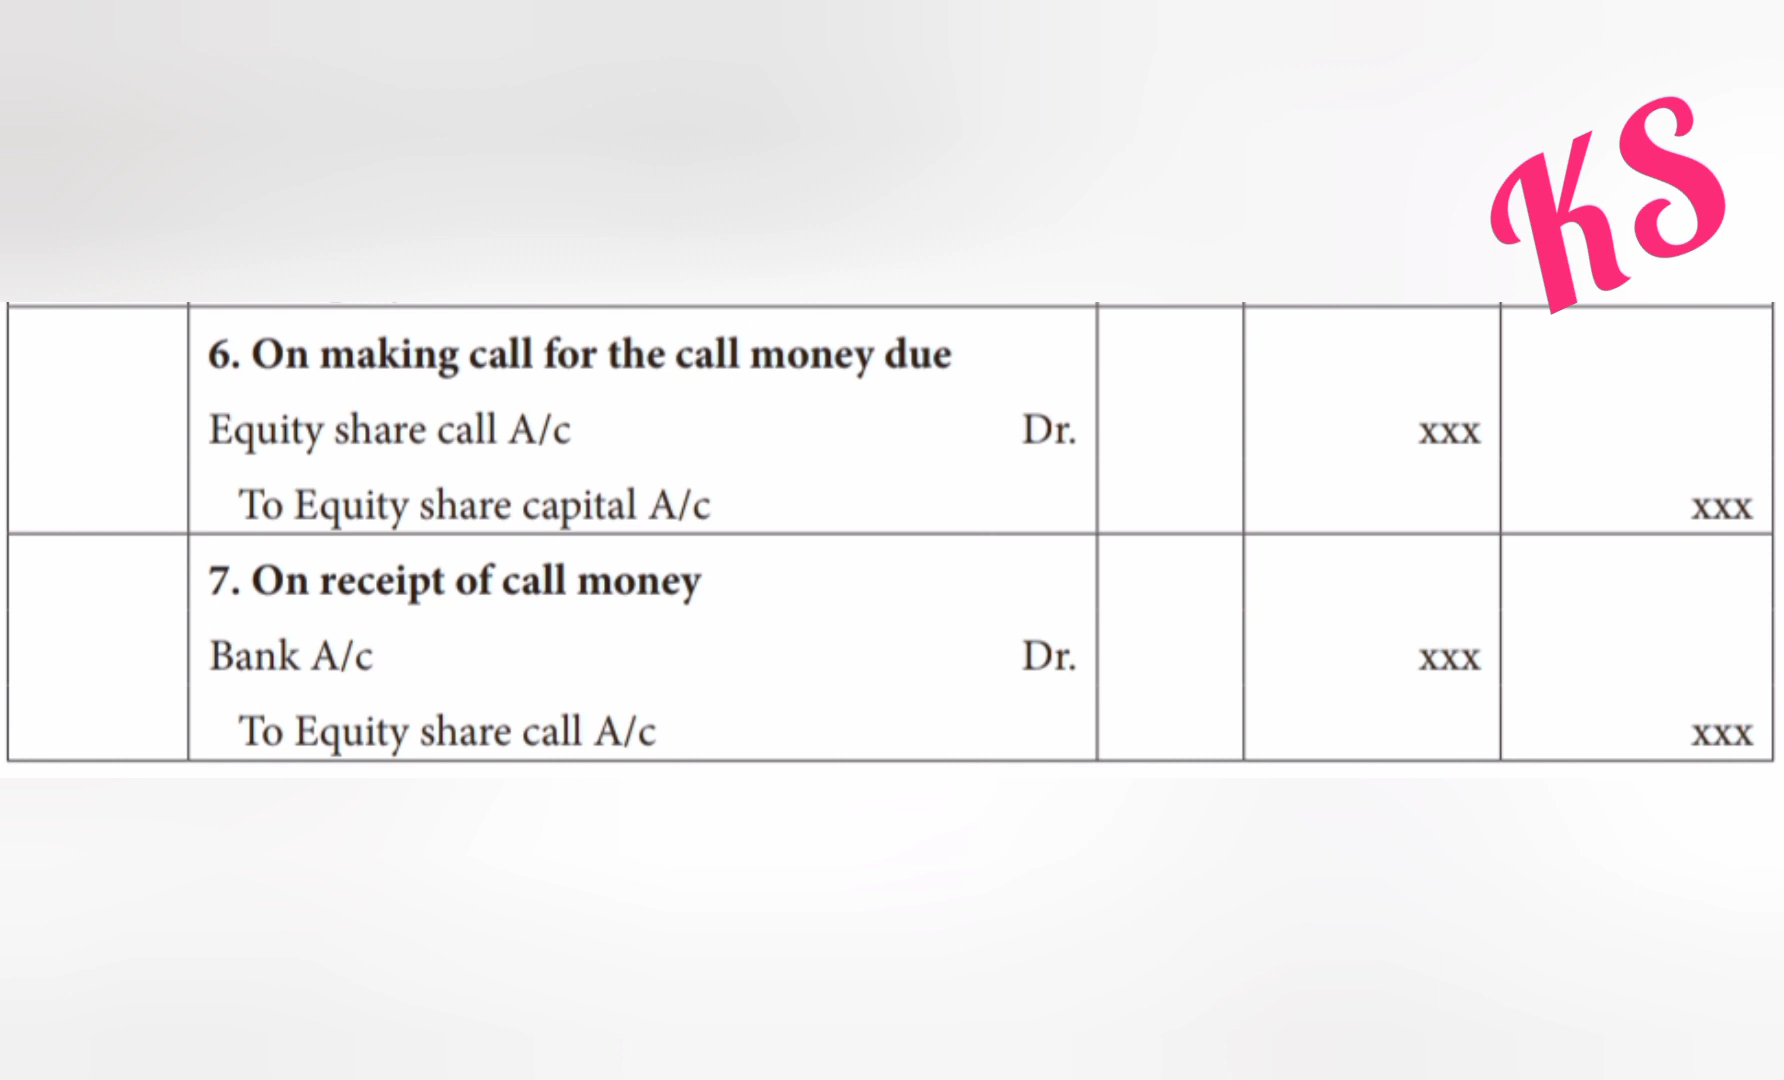 KS
6. On making call for the call money due
Equity share call A/c Dr. xxx
To Equity share capital A/c xxx
7. On receipt of call money
Bank A/c Dr. xxx
To Equity share call A/c xxx